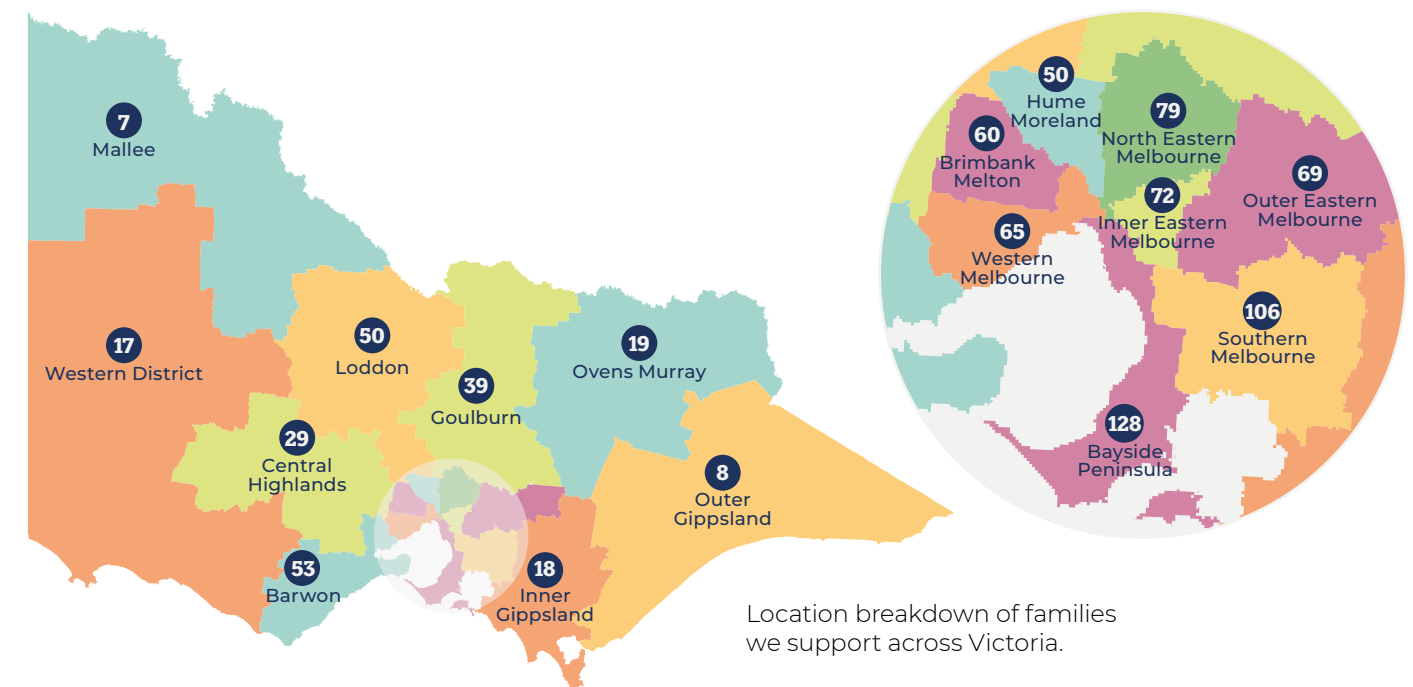 7
Mallee
17
Western District
50
Loddon
39
Goulburn
19
Ovens Murray
29
Central
Highlands
8
Outer
Gippsland
53
Barwon
18
Inner
Gippsland
50
Hume
Moreland
79
North Eastern
Melbourne
60
Brimbank
Melton
69
Outer Eastern
Melbourne
72
Inner Eastern
Melbourne
65
Western
Melbourne
106
Southern
Melbourne
128
Bayside
Peninsula
Location breakdown of families
we support across Victoria.